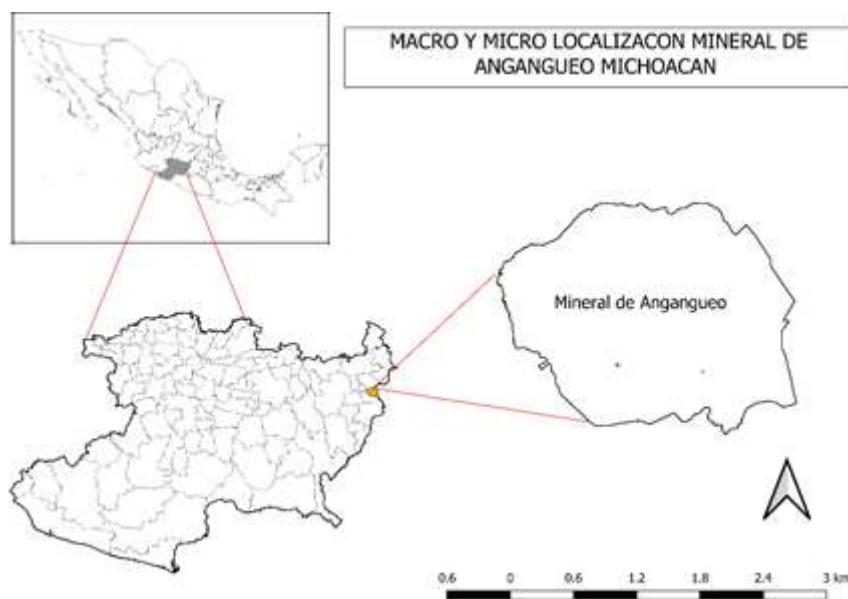 MACRO Y MICRO LOCALIZACON MINERAL DE
ANGANGUEO MICHOACAN
Mineral de Angangueo
0.6 0 0.6 1.2 1.8 2.4 3 km